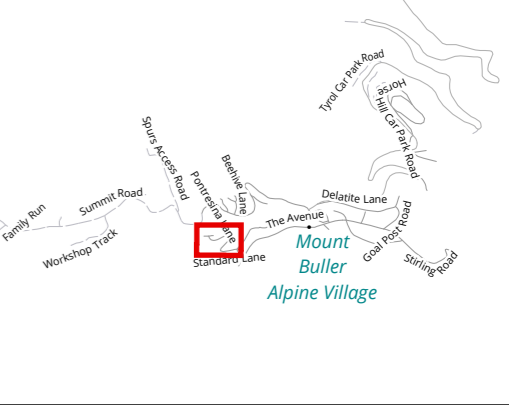 Tyrol Car Park Road
Horse
Hill Car Park Road
Spurs Access Road
Beehive Lane
Pontresina Lane
Summit Road
Delatite Lane
Family Run
The Avenue
Goal Post Road
Workshop Track
Standard Lane
Mount
Buller
Alpine Village
Stirling Road